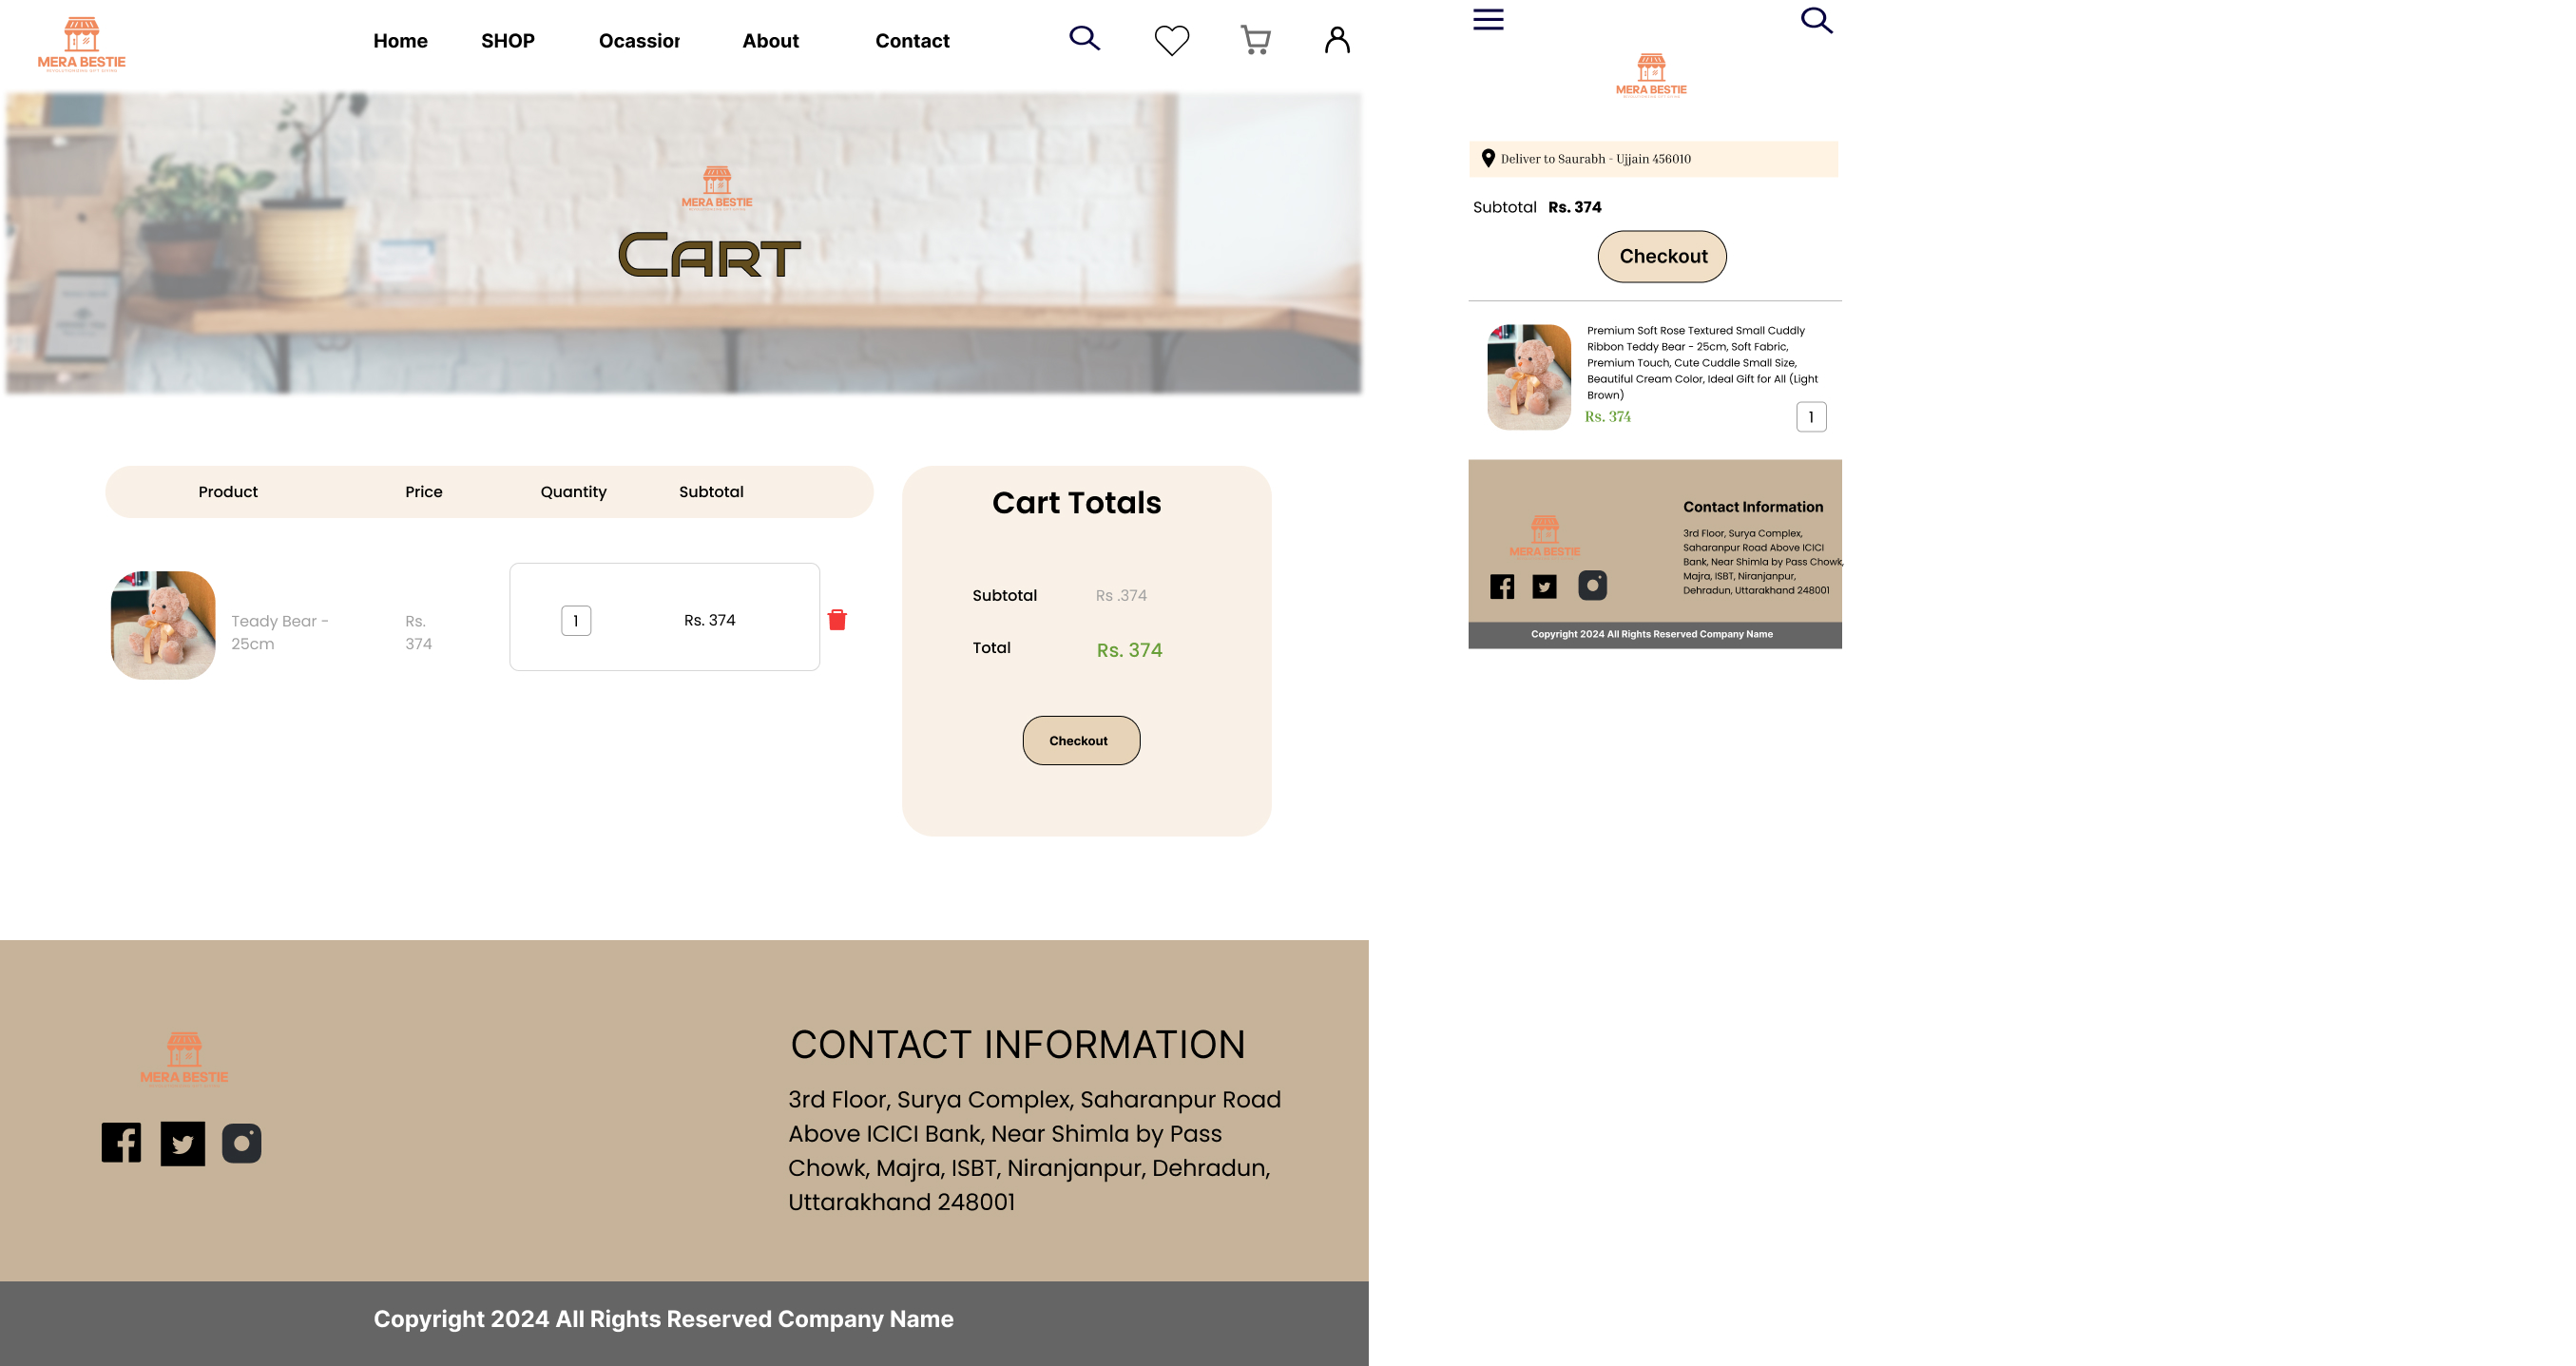 MERA BESTIE
Home
SHOP
Ocassior
About
Contact
MERA BESTIE
CART
Product
Price
Quantity
Subtotal
Teady Bear -
25cm
Rs.
374
1
Rs. 374
Cart Totals
Subtotal
Rs .374
Total
Rs. 374
Checkout
MERA BESTIE
CONTACT INFORMATION
3rd Floor, Surya Complex, Saharanpur Road
Above ICICI Bank, Near Shimla by Pass
Chowk, Majra, ISBT, Niranjanpur, Dehradun,
Uttarakhand 248001
Copyright 2024 All Rights Reserved Company Name
MERA BESTIE
Deliver to Saurabh - Ujjain 456010
Subtotal Rs. 374
Checkout
Premium Soft Rose Textured Small Cuddly
Ribbon Teddy Bear - 25cm, Soft Fabric,
Premium Touch, Cute Cuddle Small Size,
Beautiful Cream Color, Ideal Gift for All (Light
Brown)
Rs. 374
1
MERA BESTIE
Contact Information
3rd Floor, Surya Complex,
Saharanpur Road Above ICICI
Bank, Near Shimla by Pass Chowk,
Majra, ISBT, Niranjanpur,
Dehradun, Uttarakhand 248001
Copyright 2024 All Rights Reserved Company Name